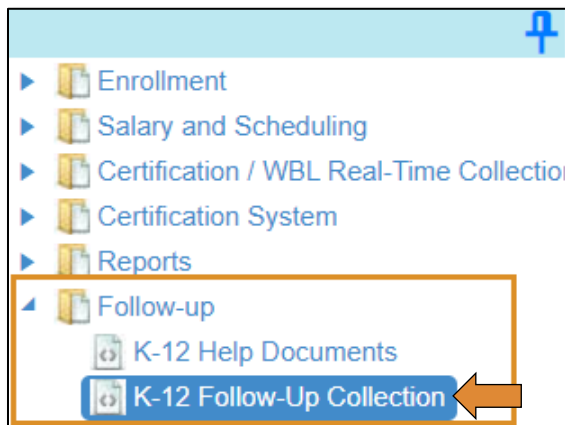 Enrollment
Salary and Scheduling
Certification / WBL Real-Time Collection
Certification System
Reports
Follow-up
K-12 Help Documents
K-12 Follow-Up Collection